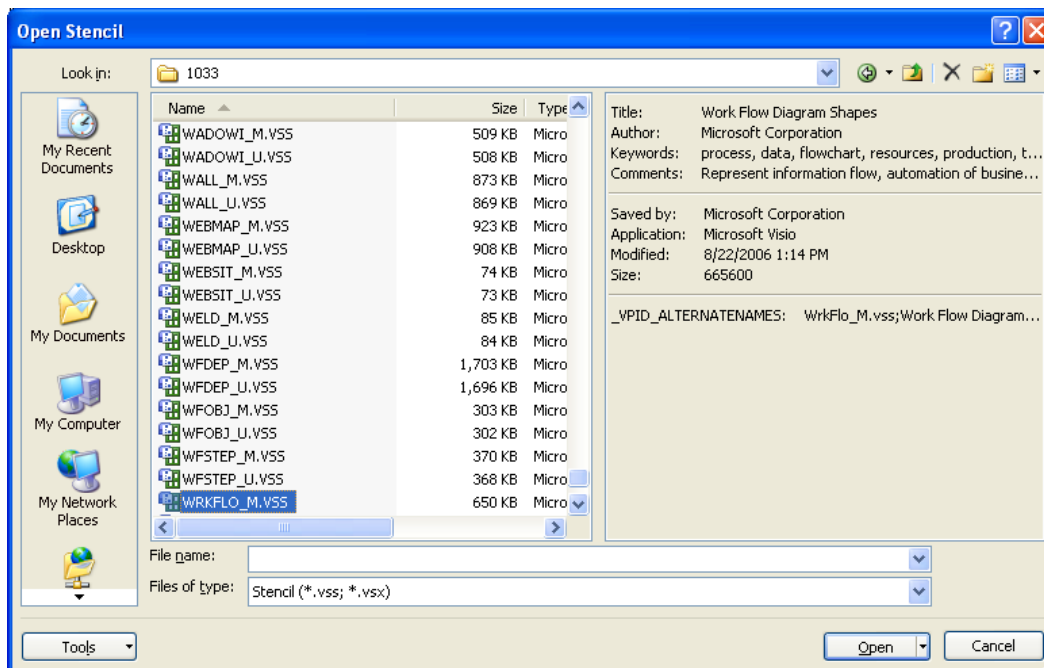 Open Stencil
Look in: 1033
My Recent
Documents
Desktop
My Documents
My Computer
My Network
Places
Name Size Type
WADOWI_M.VSS 509 KB Micro
WADOWI_U.VSS 508 KB Micro
WALL_M.VSS 873 KB Micro
WALL_U.VSS 869 KB Micro
WEBMAP_M.VSS 923 KB Micro
WEBMAP_U.VSS 908 KB Micro
WEBSIT_M.VSS 74 KB Micro
WEBSIT_U.VSS 73 KB Micro
WELD_M.VSS 85 KB Micro
WELD_U.VSS 84 KB Micro
WFDEP_M.VSS 1,703 KB Micro
WFDEP_U.VSS 1,696 KB Micro
WFOBJ_M.VSS 303 KB Micro
WFOBJ_U.VSS 302 KB Micro
WFSTEP_M.VSS 370 KB Micro
WFSTEP_U.VSS 368 KB Micro
WRKFLO_M.VSS 650 KB Micro
Title: Work Flow Diagram Shapes
Author: Microsoft Corporation
Keywords: process, data, flowchart, resources, production, t...
Comments: Represent information flow, automation of busine...
Saved by: Microsoft Corporation
Application: Microsoft Visio
Modified: 8/22/2006 1:14 PM
Size: 665600
_VPID_ALTERNATENAMES: WrkFlo_M.vss;Work Flow Diagram...
File name:
Files of type: Stencil (*.vss; *.vsx)
Tools Open Cancel